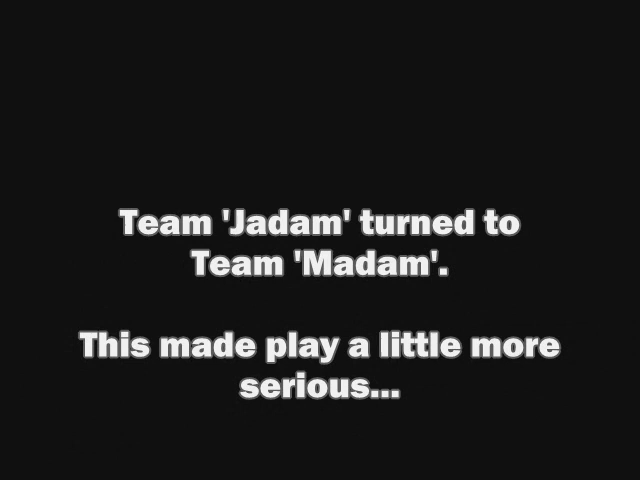 Team 'Jadam' turned to
Team 'Madam'.
This made play a little more
serious...